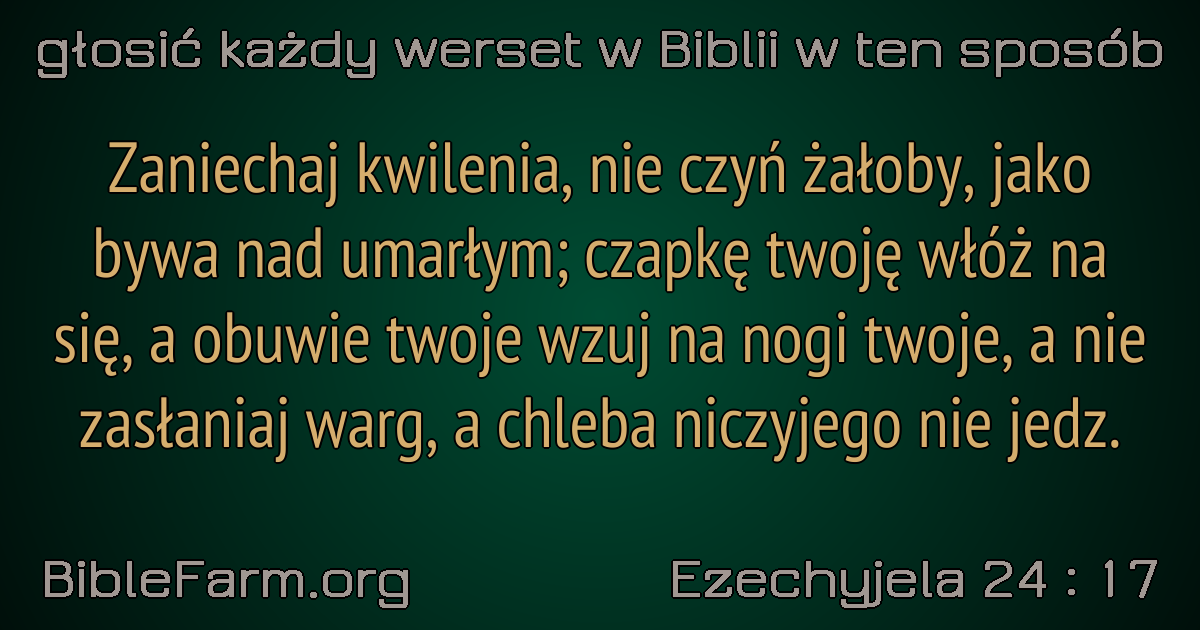 głosić każdy werset w Biblii w ten sposób
Zaniechaj kwilenia, nie czyń żałoby, jako
bywa nad umarłym; czapkę twoję włóż na
się, a obuwie twoje wzuj na nogi twoje, a nie
zasłaniaj warg, a chleba niczyjego nie jedz.
BibleFarm.org
Ezechyjela 24 : 17